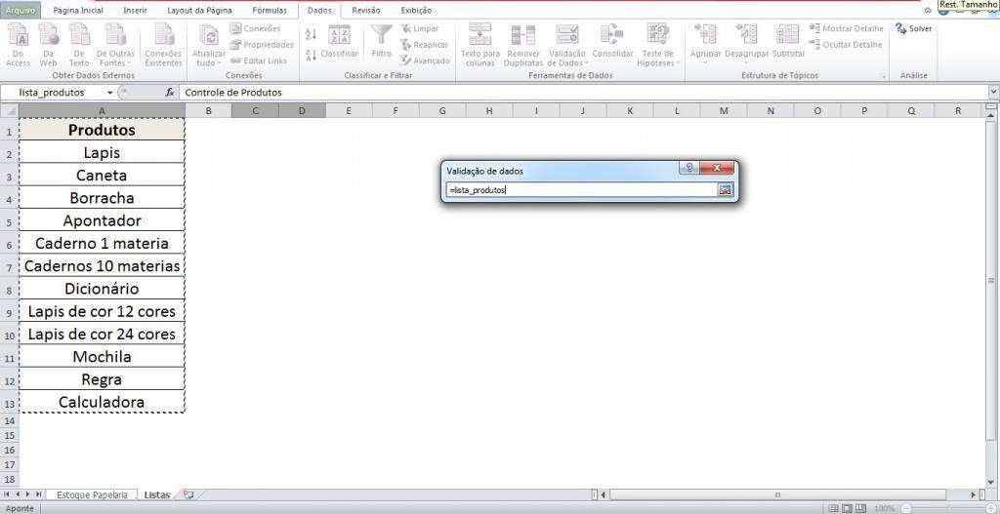 Rest. Tamanho
Arquivo Página Inicial Inserir Layout da Página Fórmulas Dados Revisão Exibição
Do Access
Da Web
De Texto
De Outras Fontes
Conexões Existentes
Obter Dados Externos
Atualizar tudo
Conexões
Propriedades
Editar Links
Conexões
Classificar
Filtro
Limpar
Reaplicar
Avançado
Classificar e Filtrar
Texto para colunas
Remover Duplicatas
Validação de Dados
Consolidar
Teste de Hipóteses
Ferramentas de Dados
Agrupar
Desagrupar
Subtotal
Mostrar Detalhe
Ocultar Detalhe
Estrutura de Tópicos
Solver
Análise
lista_produtos fx Controle de Produtos
A B C D E F G H I J K L M N O P Q R
1 Produtos
2 Lapis
3 Caneta
4 Borracha
5 Apontador
6 Caderno 1 materia
7 Cadernos 10 materias
8 Dicionário
9 Lapis de cor 12 cores
10 Lapis de cor 24 cores
11 Mochila
12 Regra
13 Calculadora
14
15
16
17
18
Validação de dados
=lista_produtos
Estoque Papelaria Listas
Aponte 100%